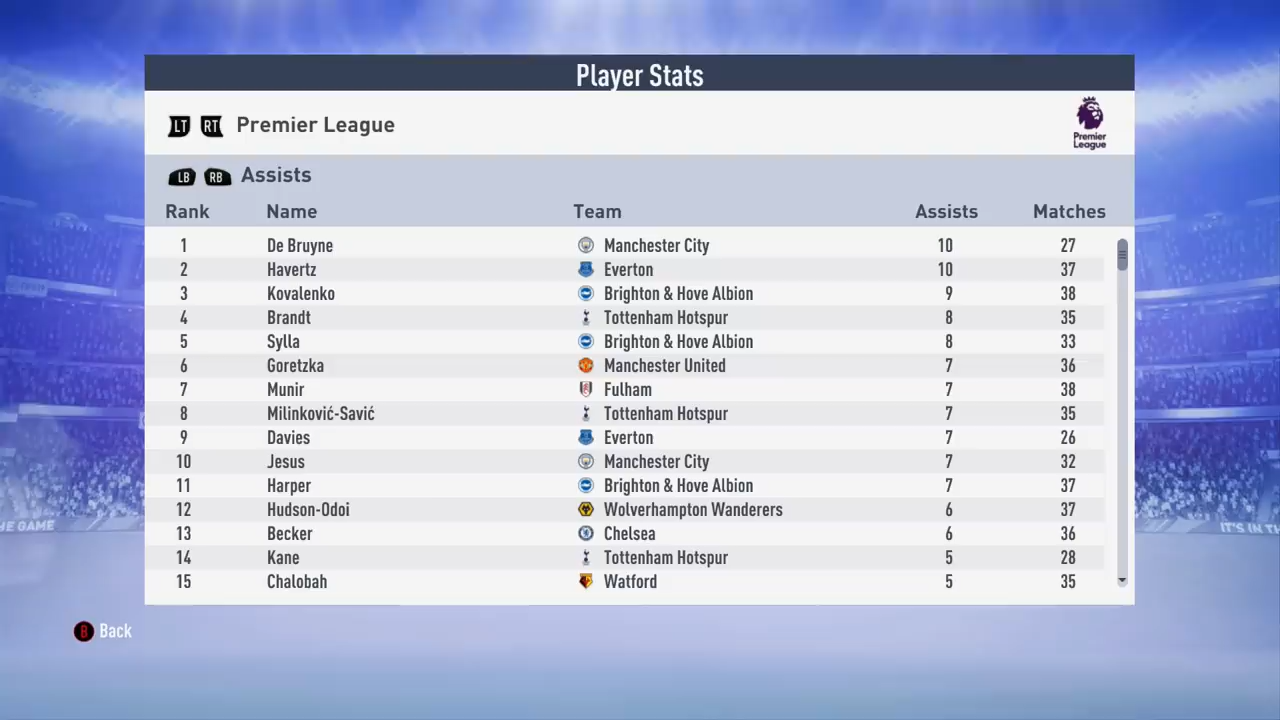 Player Stats
LT RT Premier League
Premier League
LB RB Assists
Rank Name Team Assists Matches
1 De Bruyne Manchester City 10 27
2 Havertz Everton 10 37
3 Kovalenko Brighton & Hove Albion 9 38
4 Brandt Tottenham Hotspur 8 35
5 Sylla Brighton & Hove Albion 8 33
6 Goretzka Manchester United 7 36
7 Munir Fulham 7 38
8 Milinković-Savić Tottenham Hotspur 7 35
9 Davies Everton 7 26
10 Jesus Manchester City 7 32
11 Harper Brighton & Hove Albion 7 37
12 Hudson-Odoi Wolverhampton Wanderers 6 37
13 Becker Chelsea 6 36
14 Kane Tottenham Hotspur 5 28
15 Chalobah Watford 5 35
HE GAME
IT'S IN TH
B Back